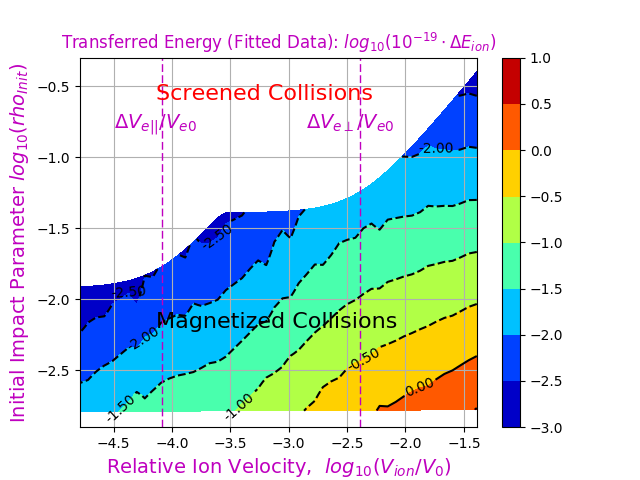 Transferred Energy (Fitted Data): log10(10^−19 · ΔE_ion)
Initial Impact Parameter log10(rho_Init)
Screened Collisions
ΔV_e||/V_e0
ΔV_e⊥/V_e0
Magnetized Collisions
−0.5
−1.0
−1.5
−2.0
−2.5
-2.00
-2.50
-2.50
-2.00
-1.50
-1.00
-0.50
0.00
−4.5 −4.0 −3.5 −3.0 −2.5 −2.0 −1.5
Relative Ion Velocity, log10(V_ion/V_0)
1.0
0.5
0.0
−0.5
−1.0
−1.5
−2.0
−2.5
−3.0